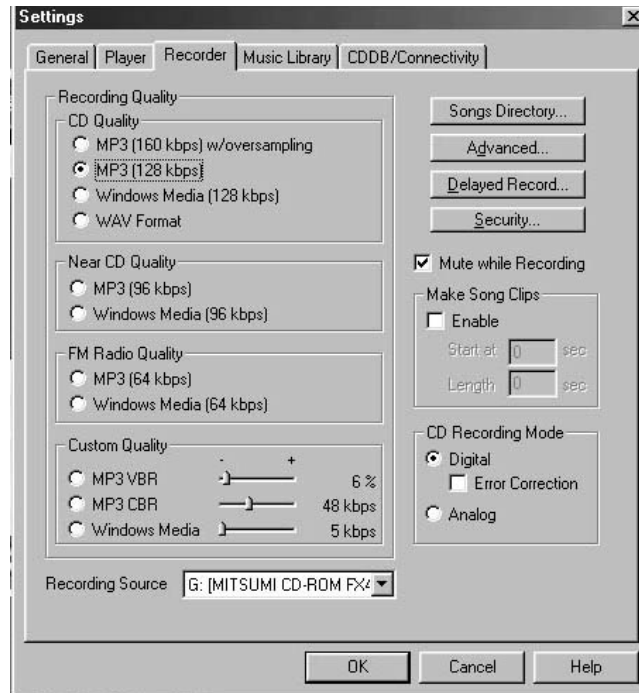 Settings
General
Player
Recorder
Music Library
CDDB/Connectivity
Recording Quality
CD Quality
MP3 (160 kbps) w/oversampling
MP3 (128 kbps)
Windows Media (128 kbps)
WAV Format
Near CD Quality
MP3 (96 kbps)
Windows Media (96 kbps)
FM Radio Quality
MP3 (64 kbps)
Windows Media (64 kbps)
Custom Quality
- +
MP3 VBR 6 %
MP3 CBR 48 kbps
Windows Media 5 kbps
Recording Source G: [MITSUMI CD-ROM FX4
Songs Directory...
Advanced...
Delayed Record...
Security...
Mute while Recording
Make Song Clips
Enable
Start at 0 sec
Length 0 sec
CD Recording Mode
Digital
Error Correction
Analog
OK
Cancel
Help